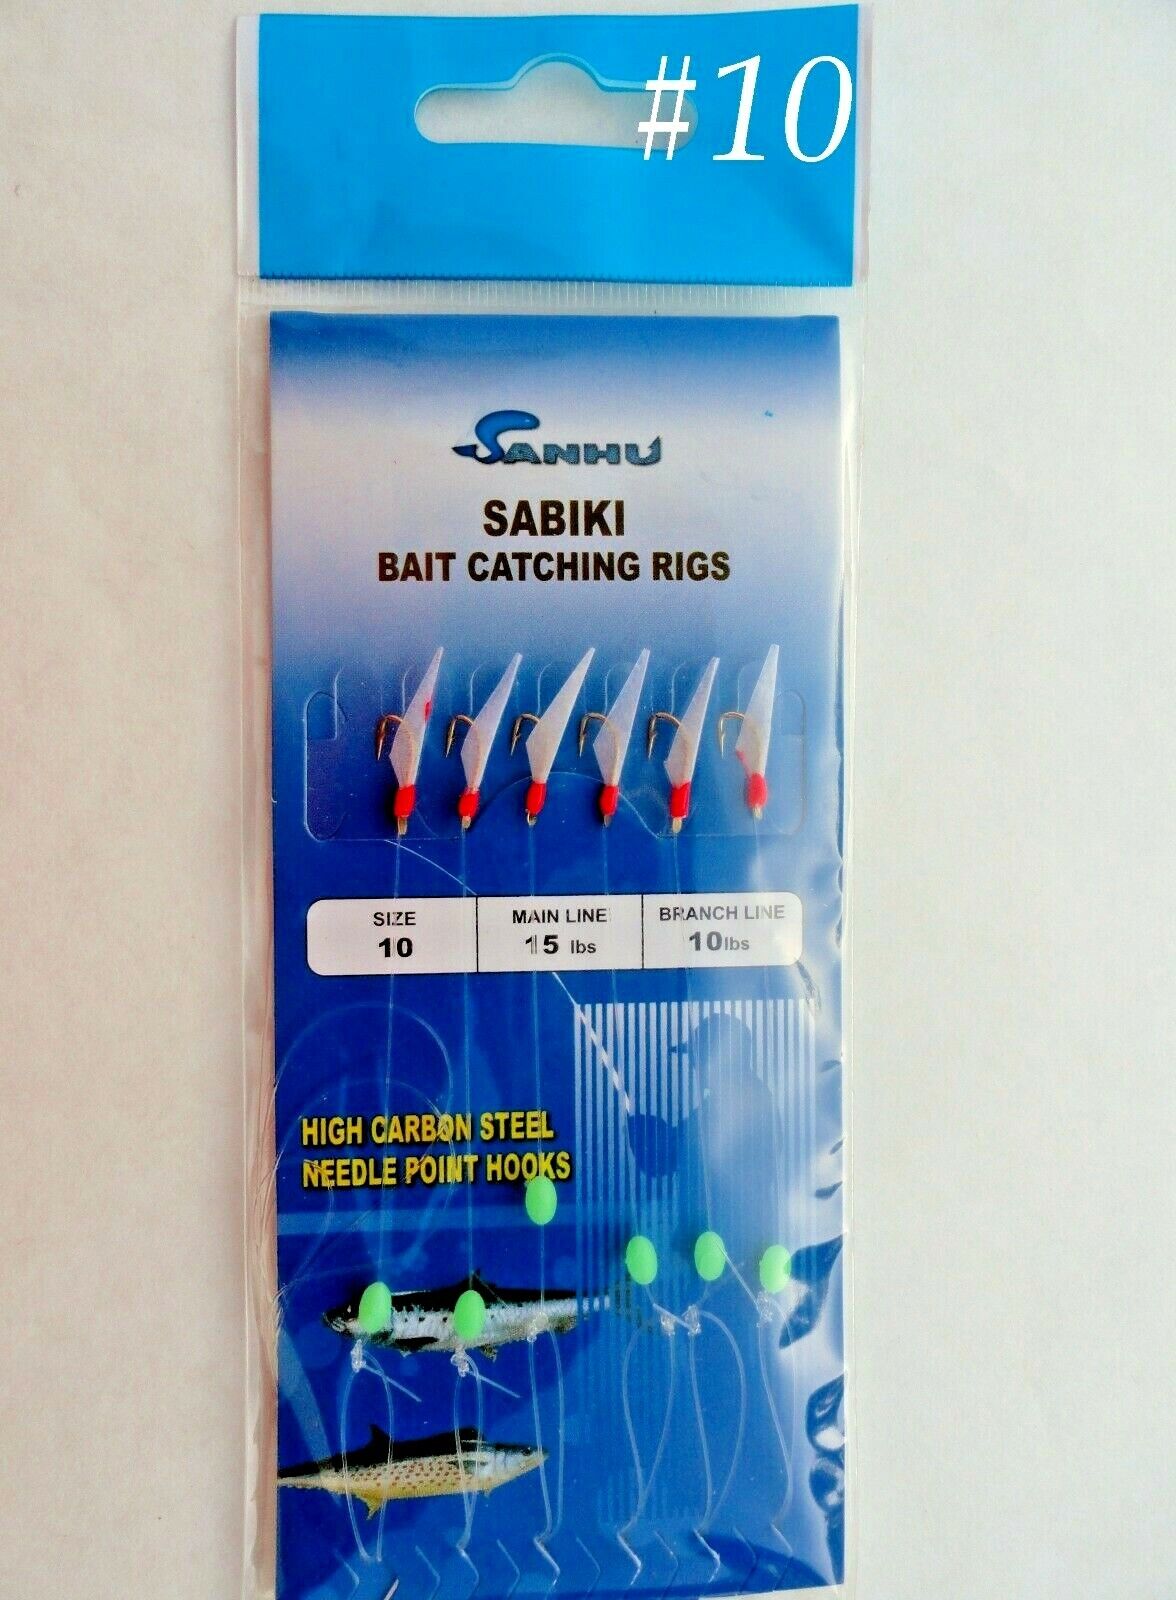 #10
SANHU
SABIKI
BAIT CATCHING RIGS
SIZE
10
MAIN LINE
15 lbs
BRANCH LINE
10lbs
HIGH CARBON STEEL
NEEDLE POINT HOOKS